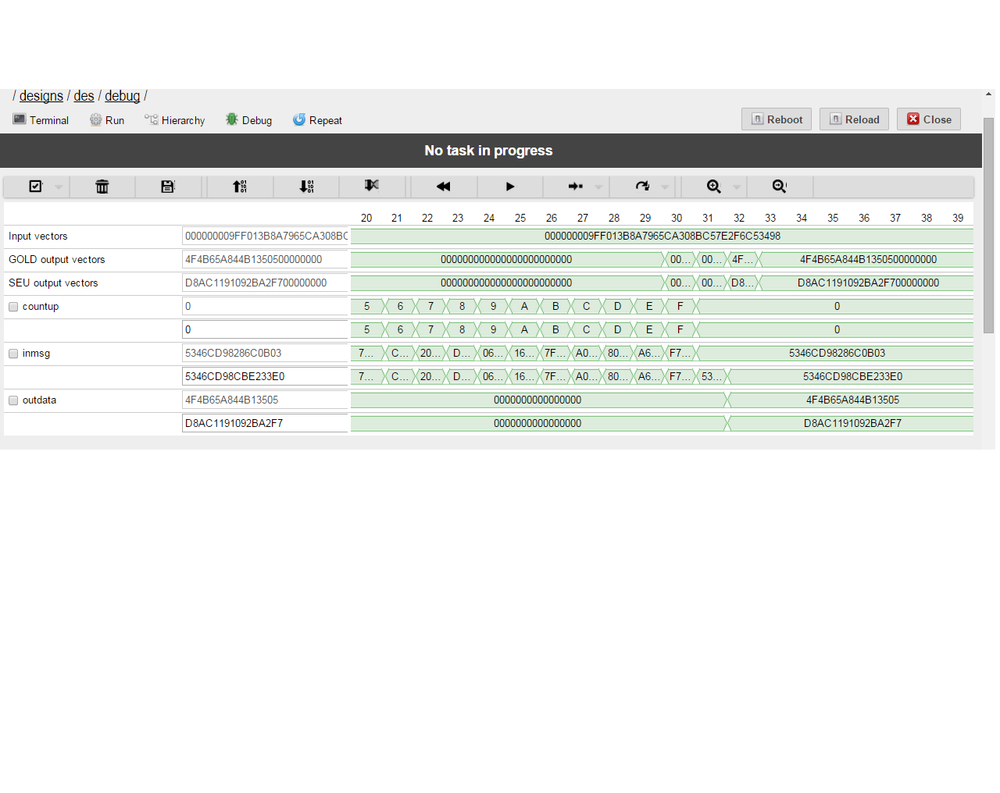 / designs / des / debug /
Terminal Run Hierarchy Debug Repeat Reboot Reload Close
No task in progress
20 21 22 23 24 25 26 27 28 29 30 31 32 33 34 35 36 37 38 39
Input vectors 000000009FF013B8A7965CA308BC 000000009FF013B8A7965CA308BC57E2F6C53498
GOLD output vectors 4F4B65A844B1350500000000 000000000000000000000000 00... 00... 4F... 4F4B65A844B1350500000000
SEU output vectors D8AC1191092BA2F700000000 000000000000000000000000 00... 00... D8... D8AC1191092BA2F700000000
countup 0 5 6 7 8 9 A B C D E F 0
0 5 6 7 8 9 A B C D E F 0
inmsg 5346CD98286C0B03 7... C... 20... D... 06... 16... 7F... A0... 80... A6... F7... 5346CD98286C0B03
5346CD98CBE233E0 7... C... 20... D... 06... 16... 7F... A0... 80... A6... F7... 53... 5346CD98CBE233E0
outdata 4F4B65A844B13505 0000000000000000 4F4B65A844B13505
D8AC1191092BA2F7 0000000000000000 D8AC1191092BA2F7